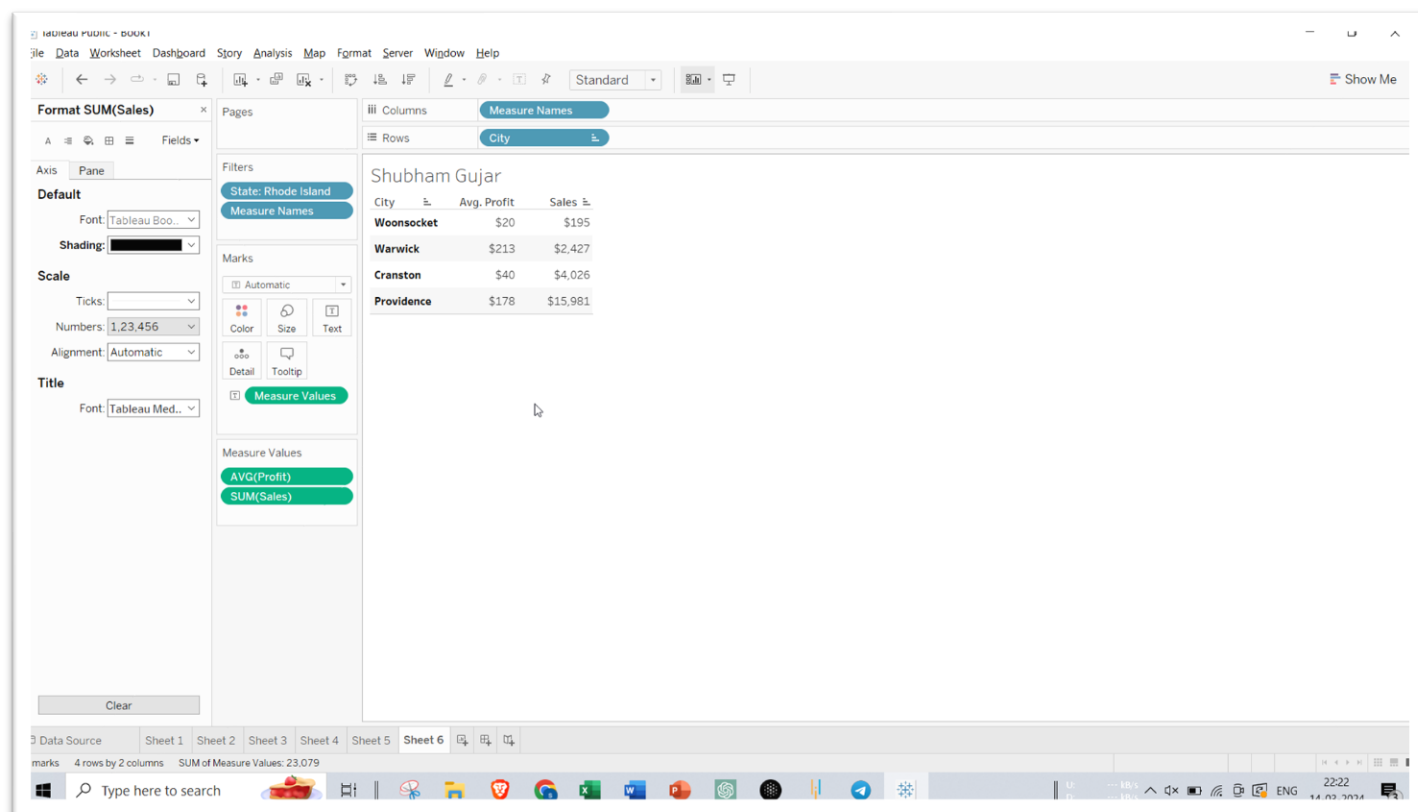 Tableau Public - Book1
File Data Worksheet Dashboard Story Analysis Map Format Server Window Help
Standard
Show Me
Format SUM(Sales) ×
Fields
Axis Pane
Default
Font: Tableau Boo..
Shading:
Scale
Ticks:
Numbers: 1,23,456
Alignment: Automatic
Title
Font: Tableau Med..
Clear
Pages
Filters
State: Rhode Island
Measure Names
Marks
Automatic
Color Size Text
Detail Tooltip
Measure Values
Measure Values
AVG(Profit)
SUM(Sales)
Columns Measure Names
Rows City
Shubham Gujar
City Avg. Profit Sales
Woonsocket $20 $195
Warwick $213 $2,427
Cranston $40 $4,026
Providence $178 $15,981
Data Source Sheet 1 Sheet 2 Sheet 3 Sheet 4 Sheet 5 Sheet 6
marks 4 rows by 2 columns SUM of Measure Values: 23,079
Type here to search
ENG
22:22
14-03-2024
3